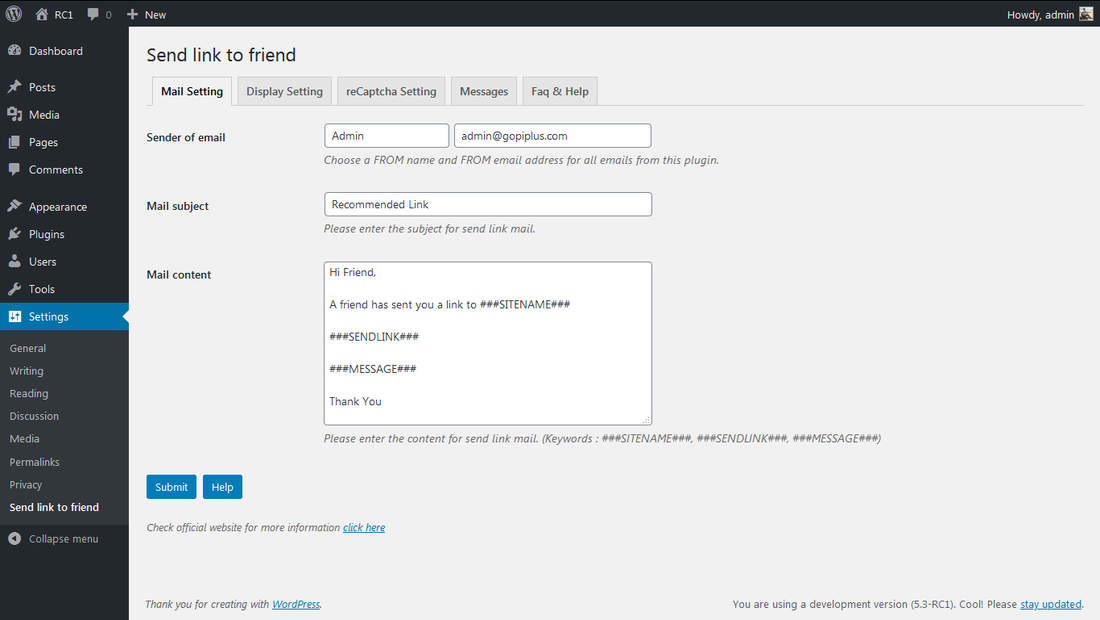 RC1 0 New Howdy, admin
Dashboard
Posts
Media
Pages
Comments
Appearance
Plugins
Users
Tools
Settings
General
Writing
Reading
Discussion
Media
Permalinks
Privacy
Send link to friend
Collapse menu
Send link to friend
Mail Setting Display Setting reCaptcha Setting Messages Faq & Help
Sender of email Admin admin@gopiplus.com
Choose a FROM name and FROM email address for all emails from this plugin.
Mail subject Recommended Link
Please enter the subject for send link mail.
Mail content
Hi Friend,
A friend has sent you a link to ###SITENAME###
###SENDLINK###
###MESSAGE###
Thank You
Please enter the content for send link mail. (Keywords : ###SITENAME###, ###SENDLINK###, ###MESSAGE###)
Submit Help
Check official website for more information click here
Thank you for creating with WordPress. You are using a development version (5.3-RC1). Cool! Please stay updated.